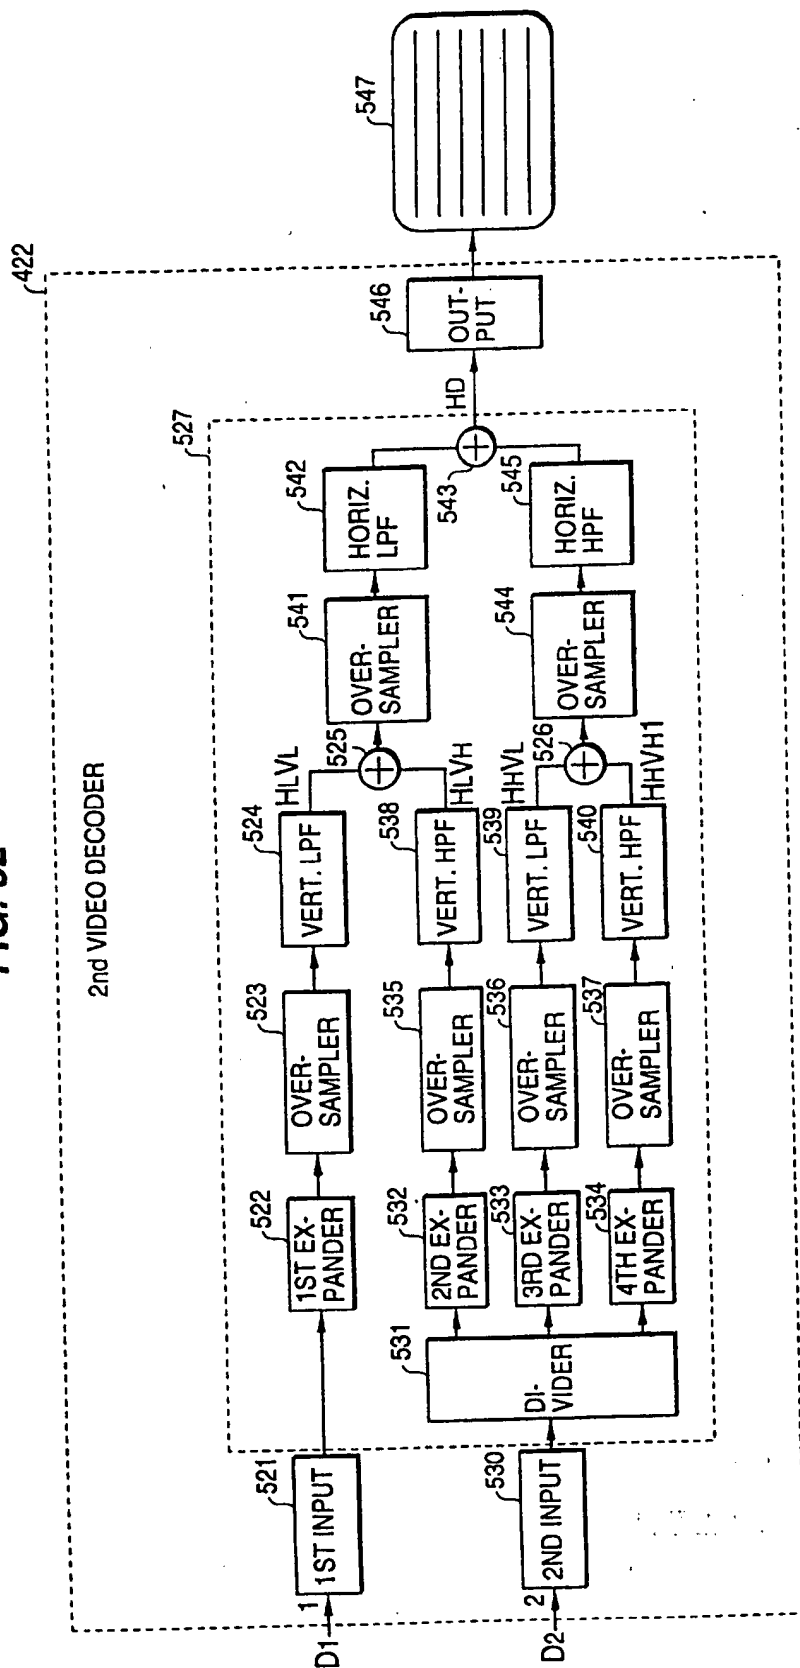 2nd VIDEO DECODER
422
527
D1
1
521
1ST INPUT
522
1ST EX-
PANDER
523
OVER-
SAMPLER
524
VERT. LPF
HLVL
525
541
OVER-
SAMPLER
542
HORIZ.
LPF
D2
2
530
2ND INPUT
531
DI-
VIDER
532
2ND EX-
PANDER
535
OVER-
SAMPLER
538
VERT. HPF
HLVH
533
3RD EX-
PANDER
536
OVER-
SAMPLER
539
VERT. LPF
HHVL
526
534
4TH EX-
PANDER
537
OVER-
SAMPLER
540
VERT. HPF
HHVH1
544
OVER-
SAMPLER
545
HORIZ.
HPF
543
HD
546
OUT-
PUT
547